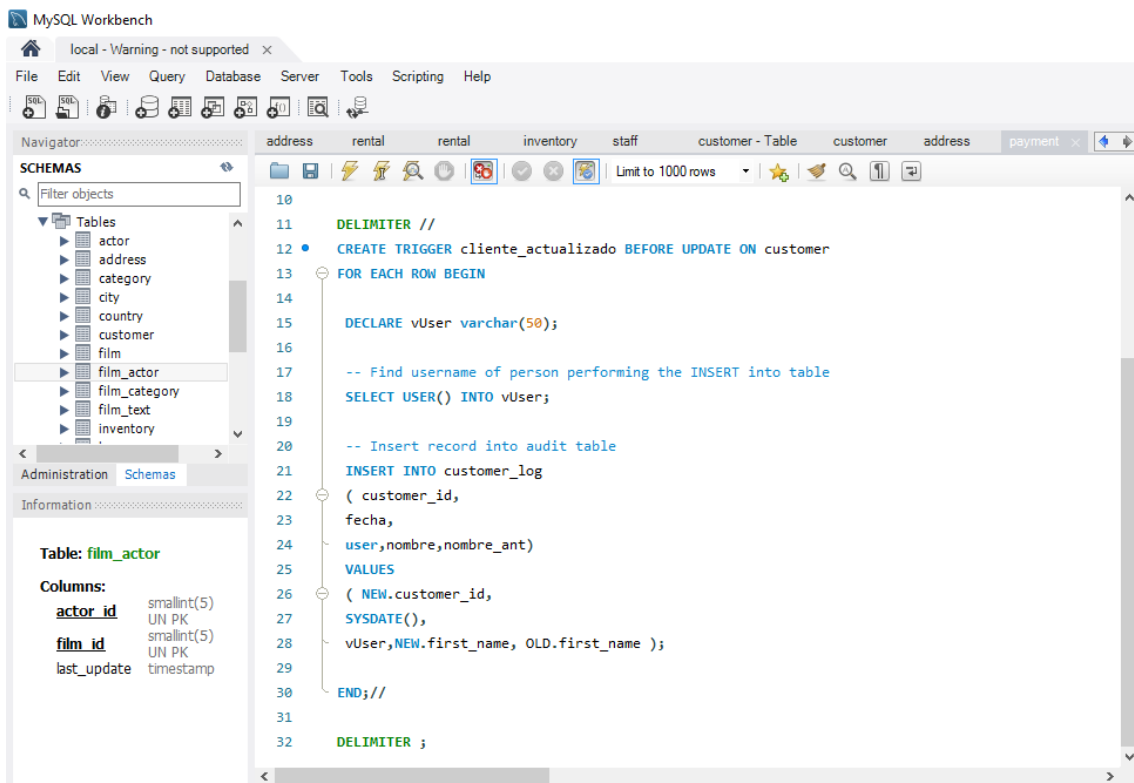 MySQL Workbench
local - Warning - not supported ×
File Edit View Query Database Server Tools Scripting Help
Navigator
SCHEMAS
Filter objects
Tables
actor
address
category
city
country
customer
film
film_actor
film_category
film_text
inventory
Administration Schemas
Information
Table: film_actor
Columns:
actor_id smallint(5) UN PK
film_id smallint(5) UN PK
last_update timestamp
address rental rental inventory staff customer - Table customer address payment ×
Limit to 1000 rows
10
11 DELIMITER //
12 CREATE TRIGGER cliente_actualizado BEFORE UPDATE ON customer
13 FOR EACH ROW BEGIN
14
15 DECLARE vUser varchar(50);
16
17 -- Find username of person performing the INSERT into table
18 SELECT USER() INTO vUser;
19
20 -- Insert record into audit table
21 INSERT INTO customer_log
22 ( customer_id,
23 fecha,
24 user,nombre,nombre_ant)
25 VALUES
26 ( NEW.customer_id,
27 SYSDATE(),
28 vUser,NEW.first_name, OLD.first_name );
29
30 END;//
31
32 DELIMITER ;